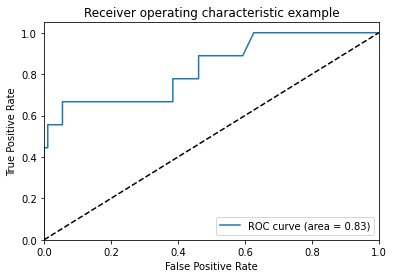 Receiver operating characteristic example
1.0
0.8
0.6
0.4
0.2
0.0
True Positive Rate
ROC curve (area = 0.83)
0.0 0.2 0.4 0.6 0.8 1.0
False Positive Rate